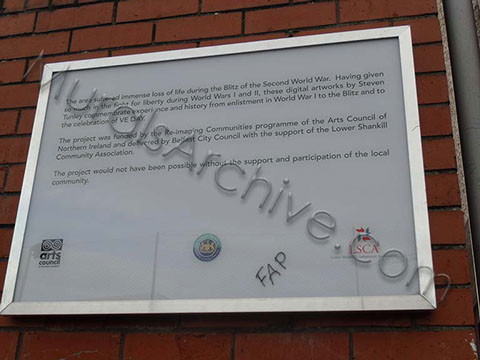 The area suffered immense loss of life during the Blitz of the Second World War. Having given
so much in the fight for liberty during World Wars I and II, these digital artworks by Steven
Tunley commemorate experience and history from enlistment in World War I to the Blitz and to
the celebration of VE DAY.
The project was funded by the Re-imaging Communities programme of the Arts Council of
Northern Ireland and delivered by Belfast City Council with the support of the Lower Shankill
Community Association.
The project would not have been possible without the support and participation of the local
community.
arts
council
LSCA
FAP